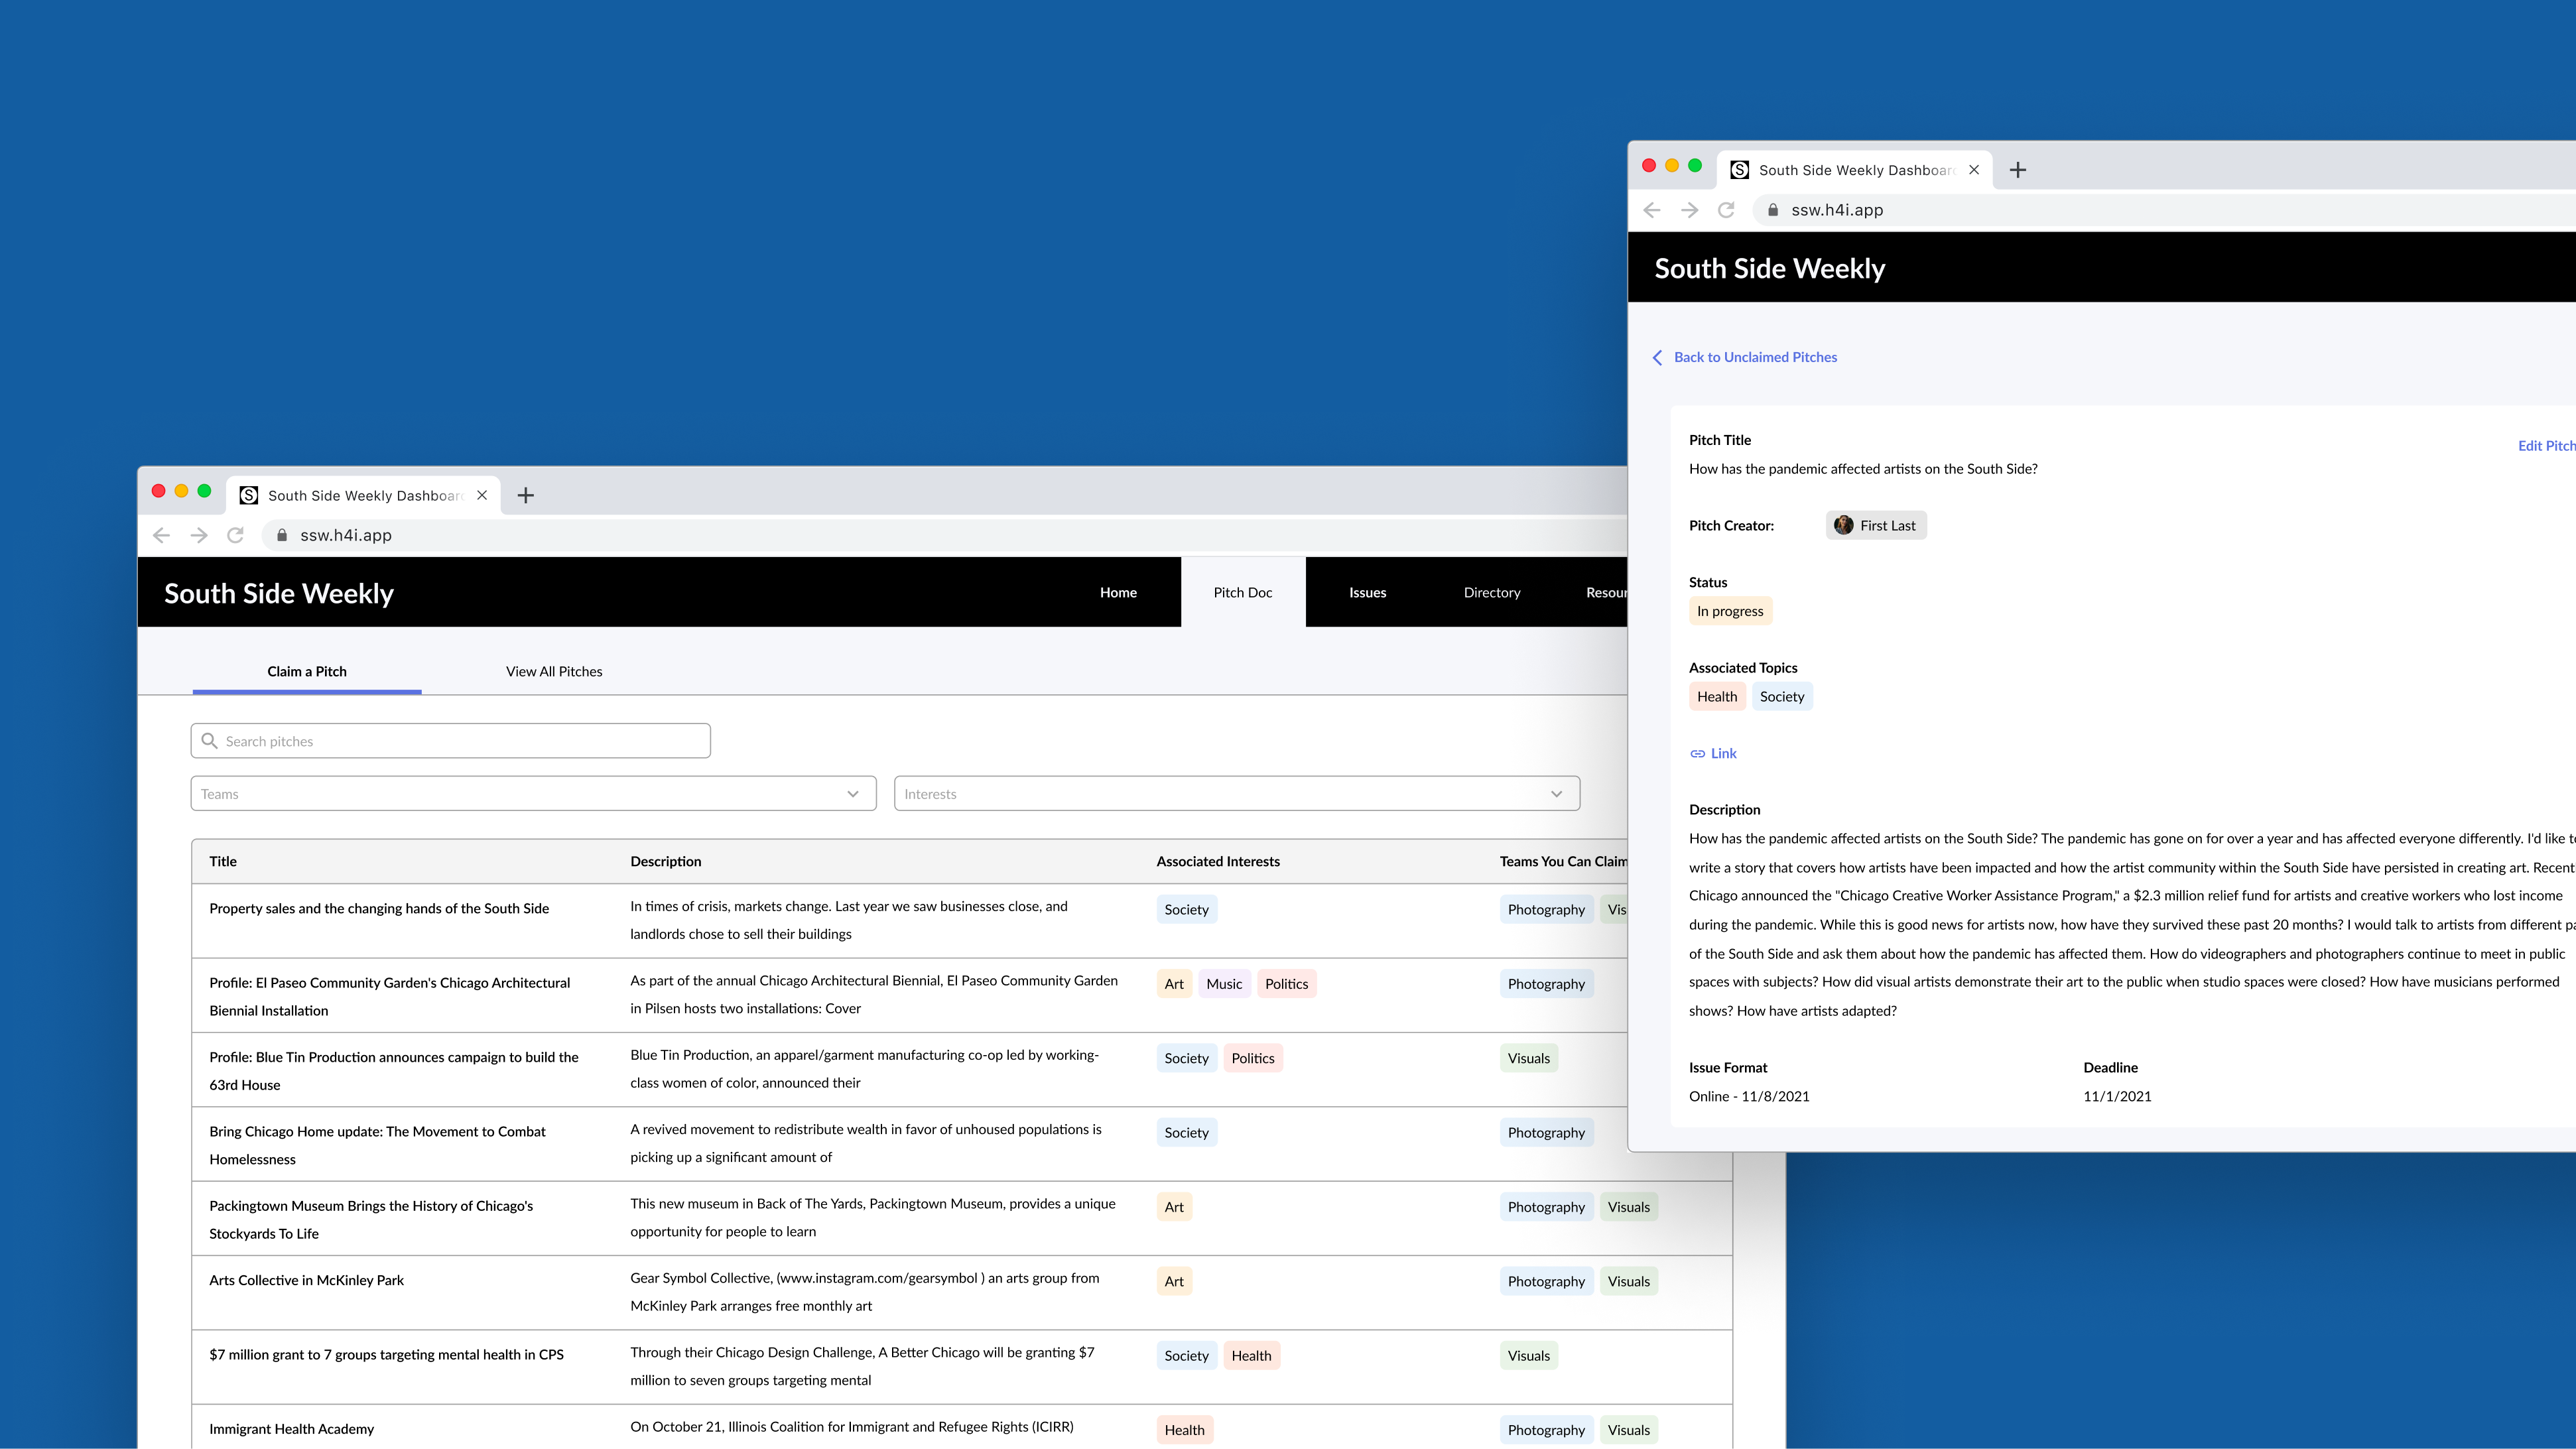 South Side Weekly Dashboar
ssw.h4i.app
South Side Weekly
Home Pitch Doc Issues Directory Resour
Claim a Pitch View All Pitches
Search pitches
Teams Interests
Title Description Associated Interests Teams You Can Claim
Property sales and the changing hands of the South Side
In times of crisis, markets change. Last year we saw businesses close, and
landlords chose to sell their buildings
Society
Photography Vis
Profile: El Paseo Community Garden's Chicago Architectural
Biennial Installation
As part of the annual Chicago Architectural Biennial, El Paseo Community Garden
in Pilsen hosts two installations: Cover
Art Music Politics
Photography
Profile: Blue Tin Production announces campaign to build the
63rd House
Blue Tin Production, an apparel/garment manufacturing co-op led by working-
class women of color, announced their
Society Politics
Visuals
Bring Chicago Home update: The Movement to Combat
Homelessness
A revived movement to redistribute wealth in favor of unhoused populations is
picking up a significant amount of
Society
Photography
Packingtown Museum Brings the History of Chicago's
Stockyards To Life
This new museum in Back of The Yards, Packingtown Museum, provides a unique
opportunity for people to learn
Art
Photography Visuals
Arts Collective in McKinley Park
Gear Symbol Collective, (www.instagram.com/gearsymbol ) an arts group from
McKinley Park arranges free monthly art
Art
Photography Visuals
$7 million grant to 7 groups targeting mental health in CPS
Through their Chicago Design Challenge, A Better Chicago will be granting $7
million to seven groups targeting mental
Society Health
Visuals
Immigrant Health Academy
On October 21, Illinois Coalition for Immigrant and Refugee Rights (ICIRR)
Health
Photography Visuals
South Side Weekly Dashboar
ssw.h4i.app
South Side Weekly
Back to Unclaimed Pitches
Pitch Title
Edit Pitch
How has the pandemic affected artists on the South Side?
Pitch Creator: First Last
Status
In progress
Associated Topics
Health Society
Link
Description
How has the pandemic affected artists on the South Side? The pandemic has gone on for over a year and has affected everyone differently. I'd like to
write a story that covers how artists have been impacted and how the artist community within the South Side have persisted in creating art. Recent
Chicago announced the "Chicago Creative Worker Assistance Program," a $2.3 million relief fund for artists and creative workers who lost income
during the pandemic. While this is good news for artists now, how have they survived these past 20 months? I would talk to artists from different pa
of the South Side and ask them about how the pandemic has affected them. How do videographers and photographers continue to meet in public
spaces with subjects? How did visual artists demonstrate their art to the public when studio spaces were closed? How have musicians performed
shows? How have artists adapted?
Issue Format Deadline
Online - 11/8/2021 11/1/2021